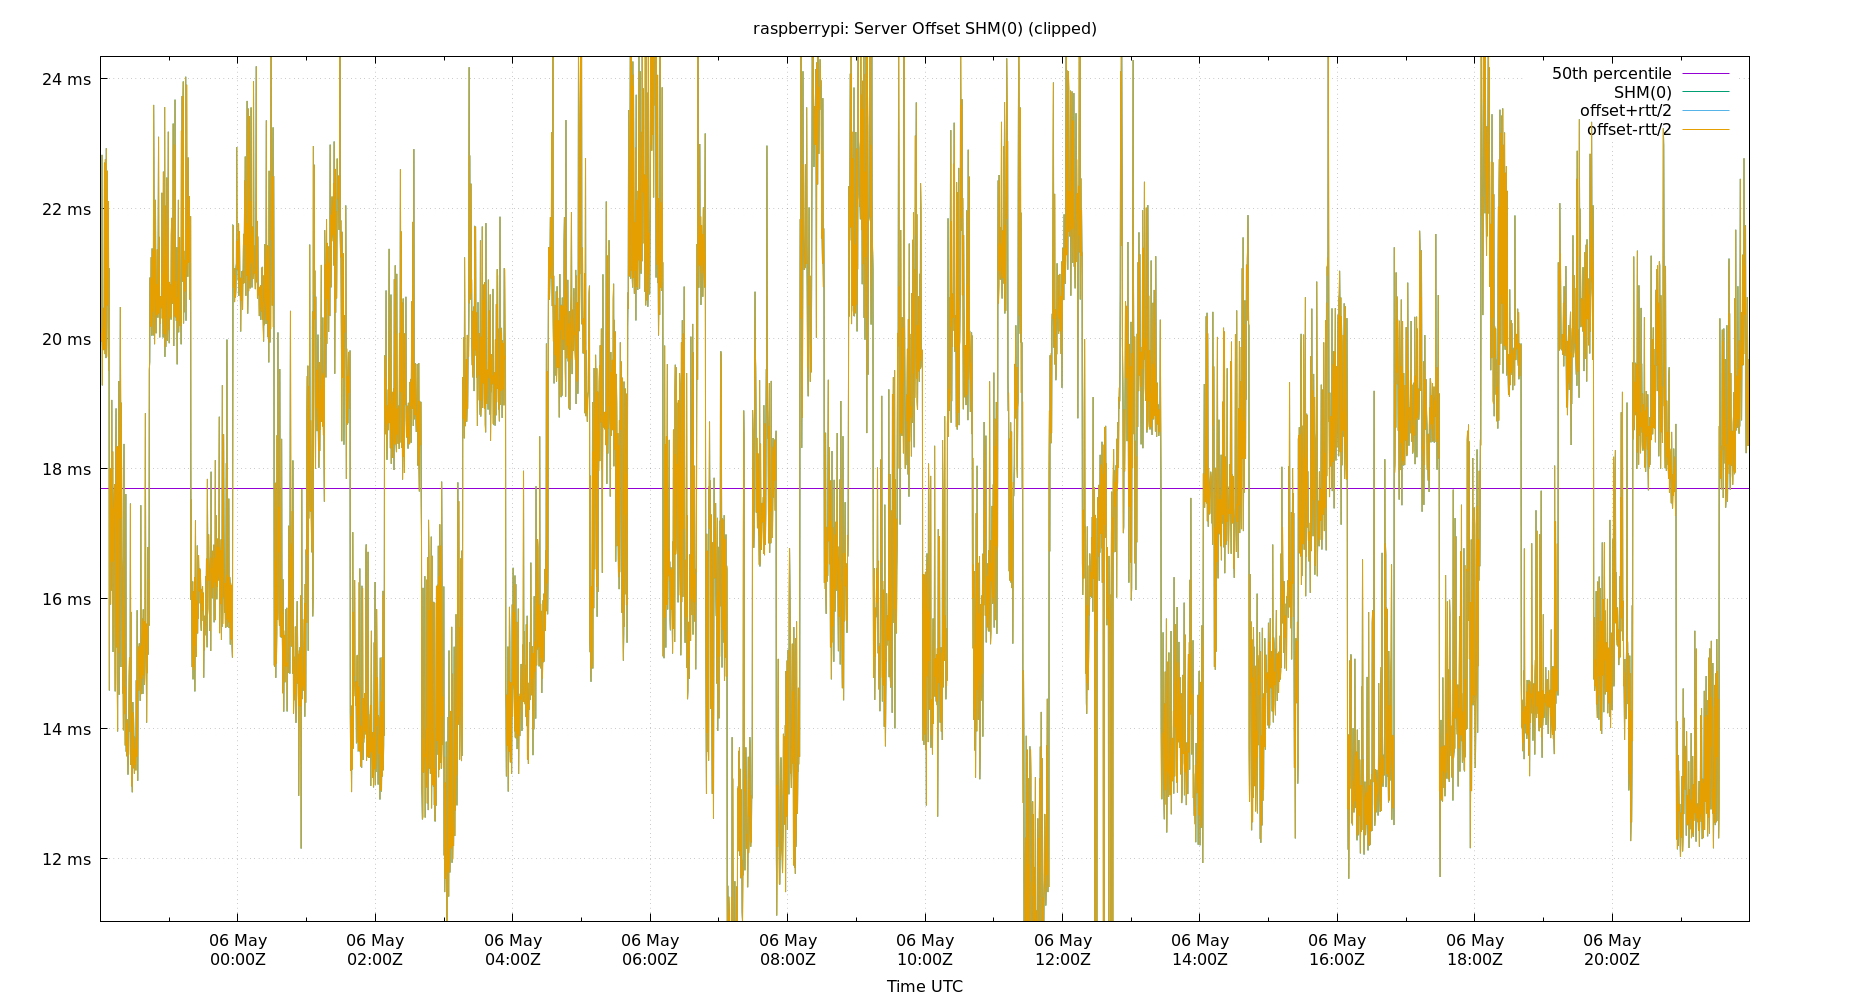 raspberrypi: Server Offset SHM(0) (clipped)
24 ms
22 ms
20 ms
18 ms
16 ms
14 ms
12 ms
50th percentile
SHM(0)
offset+rtt/2
offset-rtt/2
06 May 06 May 06 May 06 May 06 May 06 May 06 May 06 May 06 May 06 May 06 May
00:00Z 02:00Z 04:00Z 06:00Z 08:00Z 10:00Z 12:00Z 14:00Z 16:00Z 18:00Z 20:00Z
Time UTC